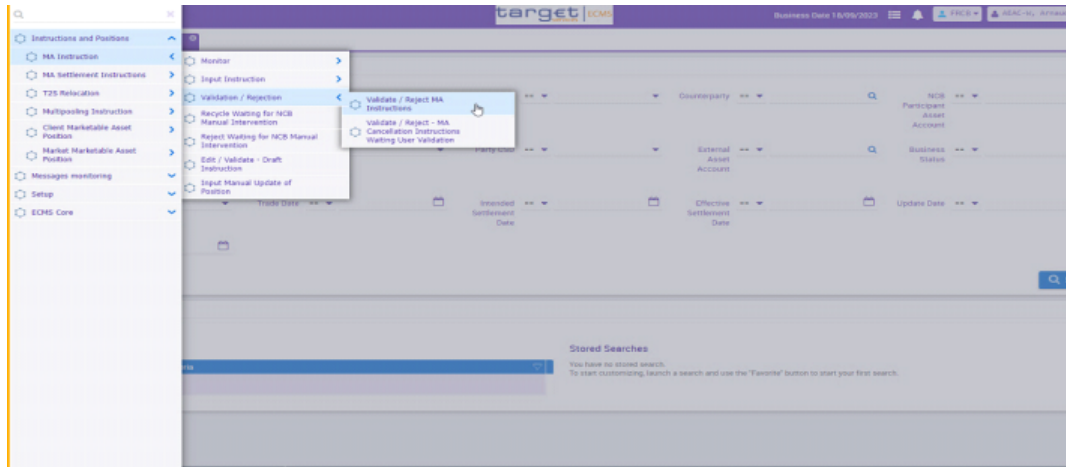 target ECMS
Business Date 18/09/2023
FRCB
Instructions and Positions
MA Instruction
MA Settlement Instructions
T2S Relocation
Multipooling Instruction
Client Marketable Asset
Position
Market Marketable Asset
Position
Messages monitoring
Setup
ECMS Core
Monitor
Input Instruction
Validation / Rejection
Recycle Waiting for NCB
Manual Intervention
Reject Waiting for NCB Manual
Intervention
Edit / Validate - Draft
Instruction
Input Manual Update of
Position
Validate / Reject MA
Instructions
Validate / Reject - MA
Cancellation Instructions
Waiting User Validation
Counterparty
NCB
Participant
Asset
Account
External
Asset
Account
Business
Status
Trade Date
Intended
Settlement
Date
Effective
Settlement
Date
Update Date
Stored Searches
You have no stored search.
To start customizing, launch a search and use the "Favorite" button to start your first search.